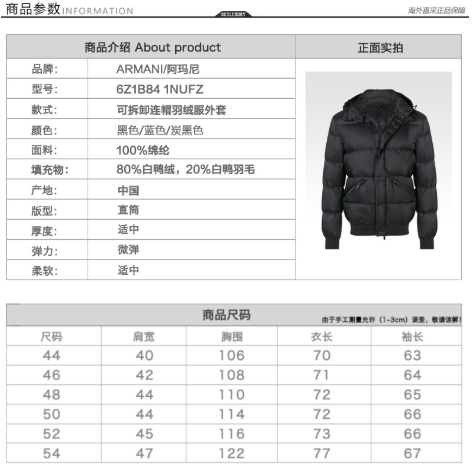 商品参数 INFORMATION
海外直采正品保障
商品介绍 About product 正面实拍
品牌: ARMANI/阿玛尼
型号: 6Z1B84 1NUFZ
款式: 可拆卸连帽羽绒服外套
颜色: 黑色/蓝色/炭黑色
面料: 100%锦纶
填充物: 80%白鸭绒，20%白鸭羽毛
产地: 中国
版型: 直筒
厚度: 适中
弹力: 微弹
柔软: 适中
商品尺码 由于手工测量允许（1-3cm）误差，敬请谅解！
尺码 肩宽 胸围 衣长 袖长
44 40 106 70 63
46 42 108 71 64
48 44 110 72 65
50 44 114 72 66
52 45 116 73 66
54 47 122 77 67